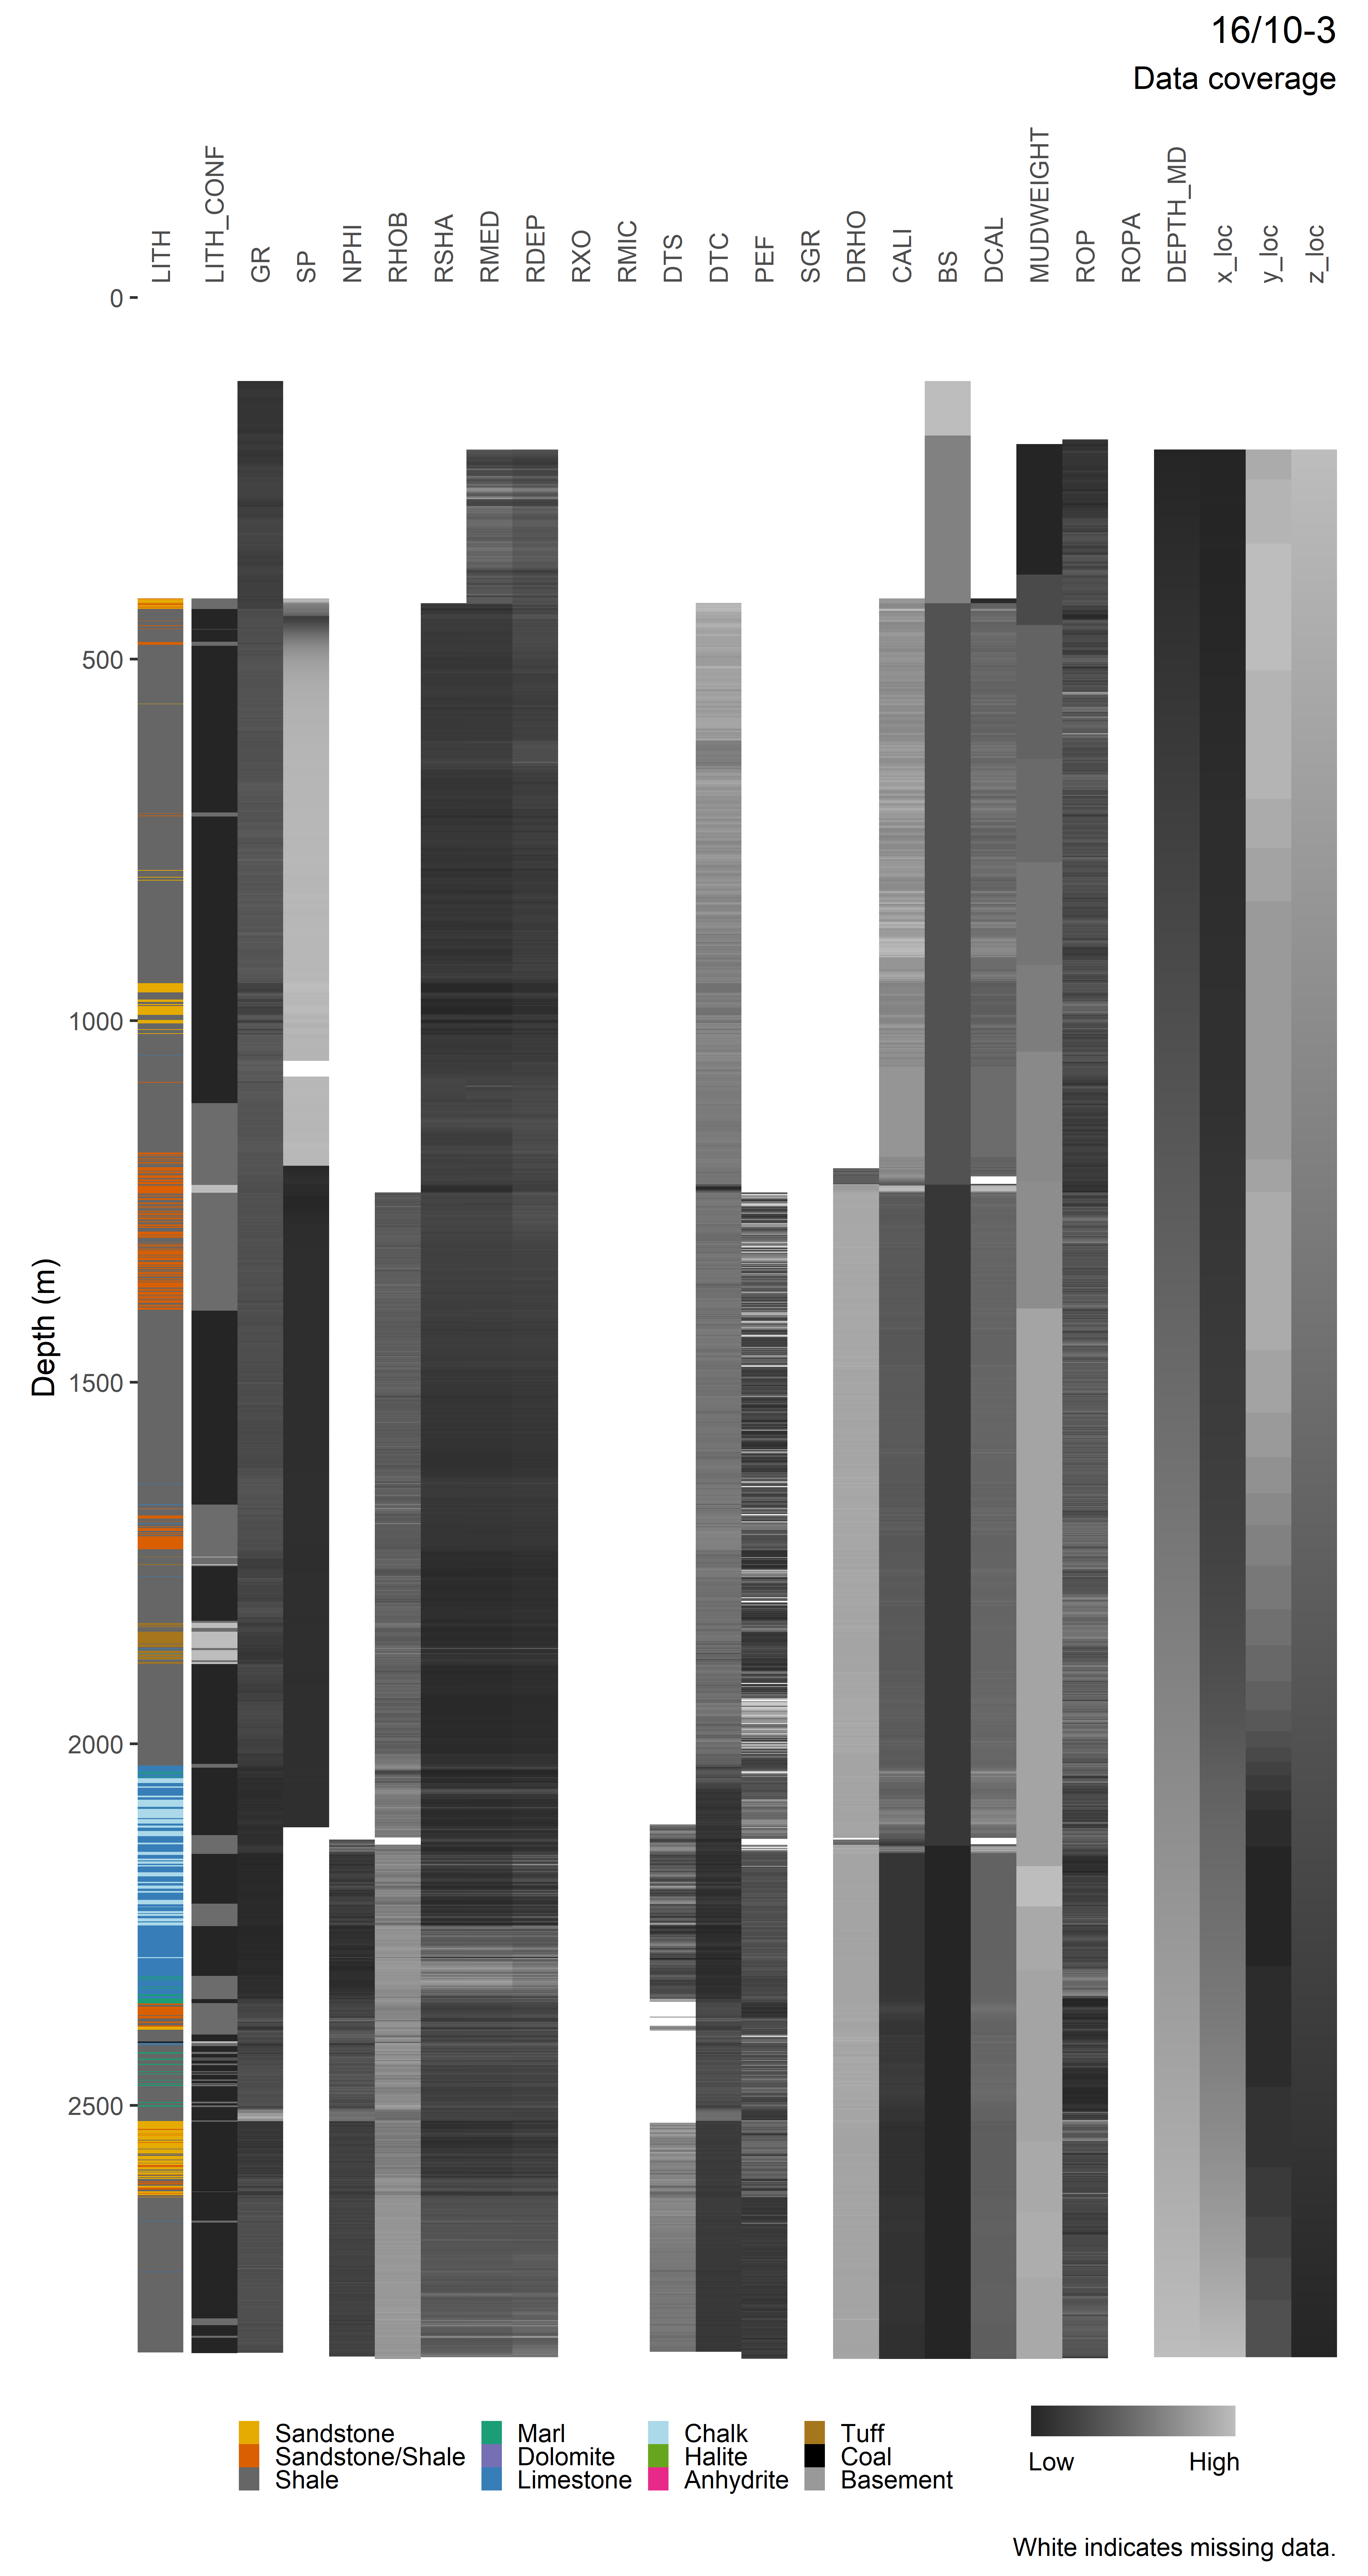 16/10-3
Data coverage
LITH
LITH_CONF
GR
SP
NPHI
RHOB
RSHA
RMED
RDEP
RXO
RMIC
DTS
DTC
PEF
SGR
DRHO
CALI
BS
DCAL
MUDWEIGHT
ROP
ROPA
DEPTH_MD
x_loc
y_loc
z_loc
0
500
1000
1500
2000
2500
Depth (m)
Sandstone
Sandstone/Shale
Shale
Marl
Dolomite
Limestone
Chalk
Halite
Anhydrite
Tuff
Coal
Basement
Low High
White indicates missing data.